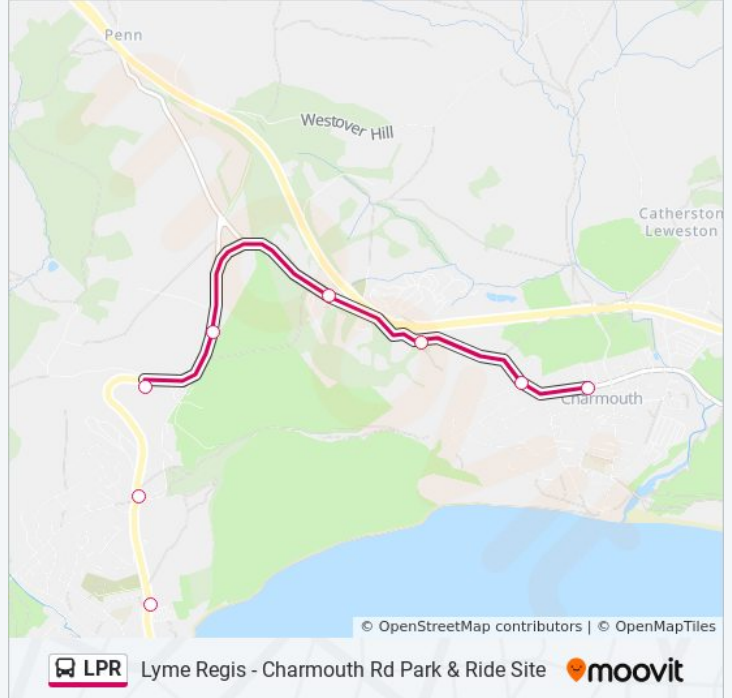 Penn
Westover Hill
Catherston
Leweston
Charmouth
© OpenStreetMap contributors | © OpenMapTiles
LPR
Lyme Regis - Charmouth Rd Park & Ride Site
moovit